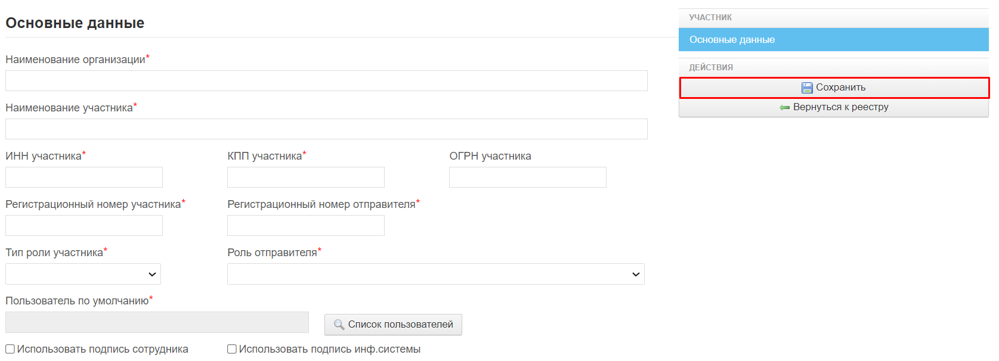 Основные данные
Наименование организации*
Наименование участника*
ИНН участника* КПП участника* ОГРН участника
Регистрационный номер участника* Регистрационный номер отправителя*
Тип роли участника* Роль отправителя*
Пользователь по умолчанию*
Список пользователей
Использовать подпись сотрудника Использовать подпись инф.системы
УЧАСТНИК
Основные данные
ДЕЙСТВИЯ
Сохранить
Вернуться к реестру